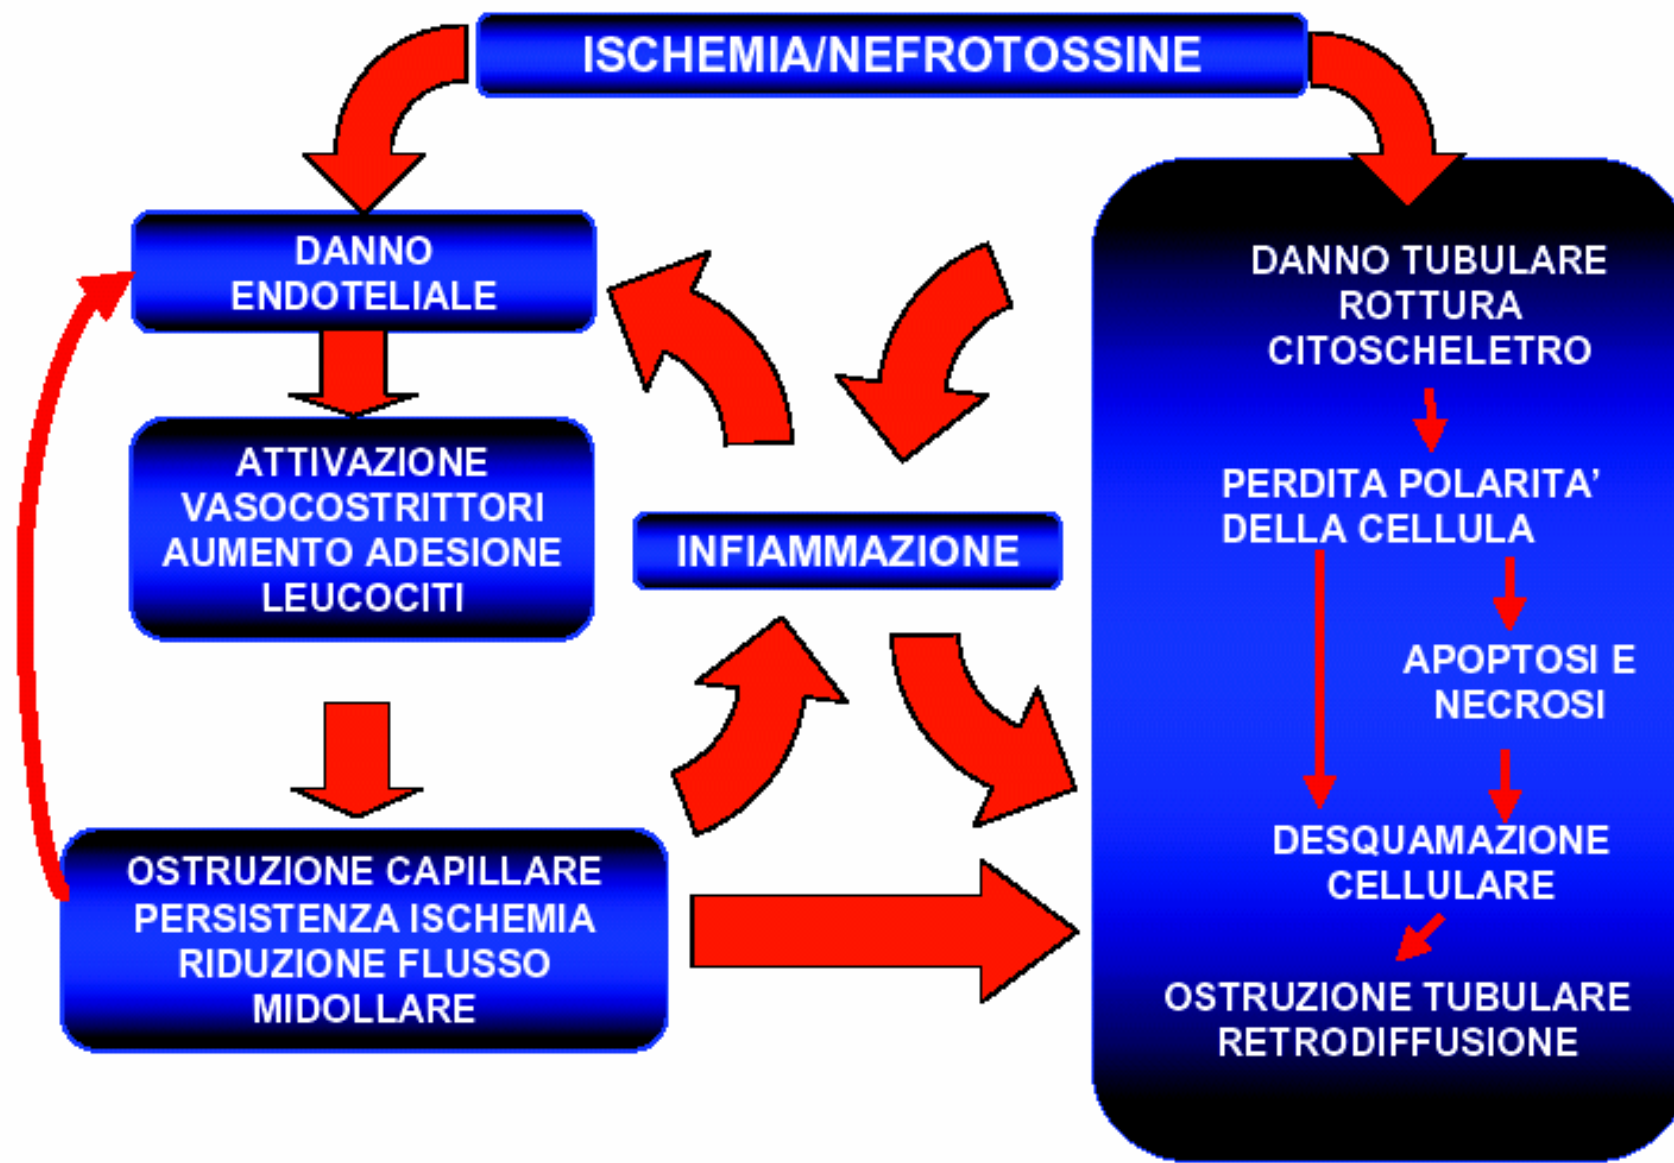 ISCHEMIA/NEFROTOSSINE
DANNO
ENDOTELIALE
ATTIVAZIONE
VASOCOSTRITTORI
AUMENTO ADESIONE
LEUCOCITI
OSTRUZIONE CAPILLARE
PERSISTENZA ISCHEMIA
RIDUZIONE FLUSSO
MIDOLLARE
INFIAMMAZIONE
DANNO TUBULARE
ROTTURA
CITOSCHELETRO
PERDITA POLARITA’
DELLA CELLULA
APOPTOSI E
NECROSI
DESQUAMAZIONE
CELLULARE
OSTRUZIONE TUBULARE
RETRODIFFUSIONE